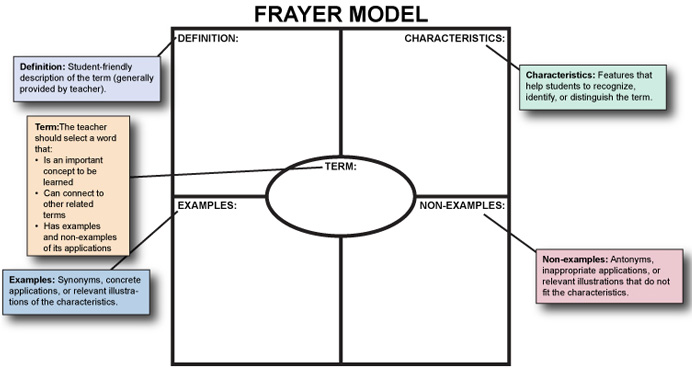 FRAYER MODEL
DEFINITION:
CHARACTERISTICS:
Definition: Student-friendly
description of the term (generally
provided by teacher).
Characteristics: Features that
help students to recognize,
identify, or distinguish the term.
Term:The teacher
should select a word
that:
• Is an important
concept to be
learned
• Can connect to
other related
terms
• Has examples
and non-examples
of its applications
TERM:
EXAMPLES:
NON-EXAMPLES:
Examples: Synonyms, concrete
applications, or relevant illustra-
tions of the characteristics.
Non-examples: Antonyms,
inappropriate applications, or
relevant illustrations that do not
fit the characteristics.